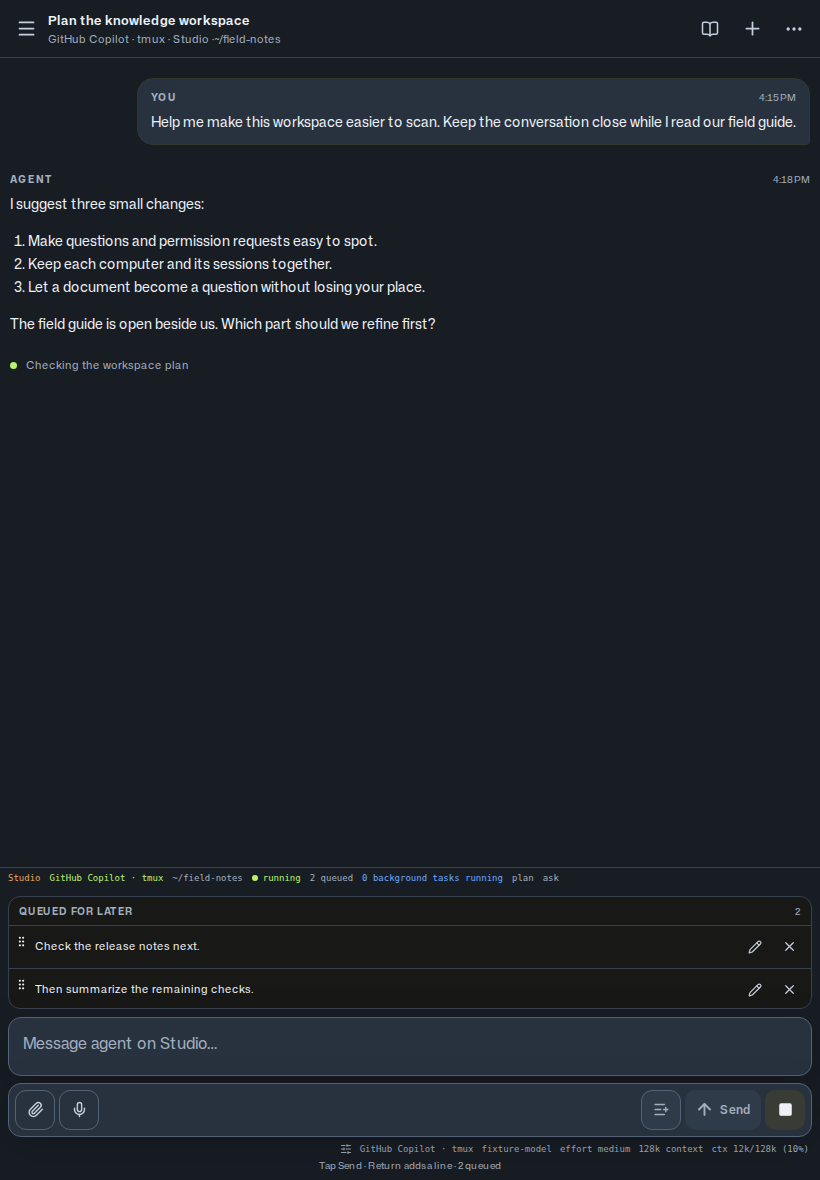 Plan the knowledge workspace
GitHub Copilot · tmux · Studio · ~/field-notes
YOU 4:15 PM
Help me make this workspace easier to scan. Keep the conversation close while I read our field guide.
AGENT 4:18 PM
I suggest three small changes:
1. Make questions and permission requests easy to spot.
2. Keep each computer and its sessions together.
3. Let a document become a question without losing your place.
The field guide is open beside us. Which part should we refine first?
Checking the workspace plan
Studio GitHub Copilot · tmux ~/field-notes running 2 queued 0 background tasks running plan ask
QUEUED FOR LATER 2
Check the release notes next.
Then summarize the remaining checks.
Message agent on Studio...
Send
GitHub Copilot · tmux fixture-model effort medium 128k context ctx 12k/128k (10%)
Tap Send · Return adds a line · 2 queued